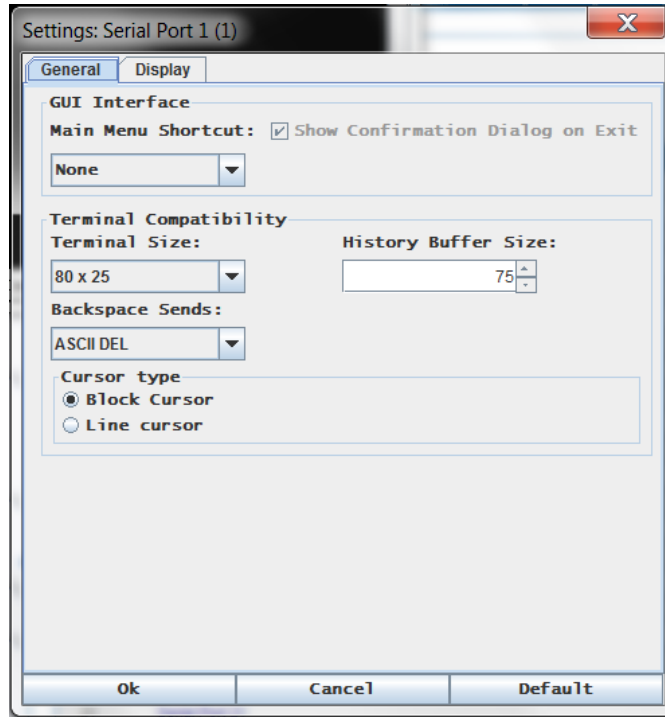 Settings: Serial Port 1 (1)
General Display
GUI Interface
Main Menu Shortcut: Show Confirmation Dialog on Exit
None
Terminal Compatibility
Terminal Size: History Buffer Size:
80 x 25 75
Backspace Sends:
ASCII DEL
Cursor type
Block Cursor
Line cursor
Ok Cancel Default